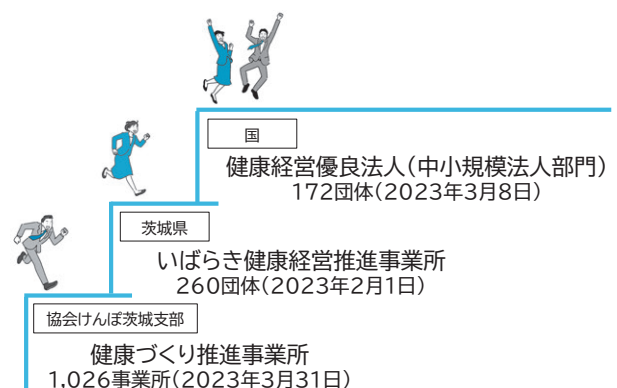 国
健康経営優良法人（中小規模法人部門）
172団体（2023年3月8日）
茨城県
いばらき健康経営推進事業所
260団体（2023年2月1日）
協会けんぽ茨城支部
健康づくり推進事業所
1,026事業所（2023年3月31日）